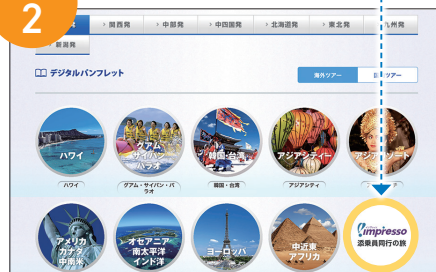 2
発
> 関西発
> 中部発
> 中四国発
> 北海道発
> 東北発
九州発
> 新潟発
デジタルパンフレット
海外ツアー
ツアー
ハワイ
グアム
サイパン
パラオ
韓国・台湾
アジアシティー
ハワイ
グアム・サイパン・パ
ラオ
韓国・台湾
アジアシティ
アメリカ
カナダ
中南米
オセアニア
南太平洋
インド洋
ヨーロッパ
中近東
アフリカ
impresso
添乗員同行の旅